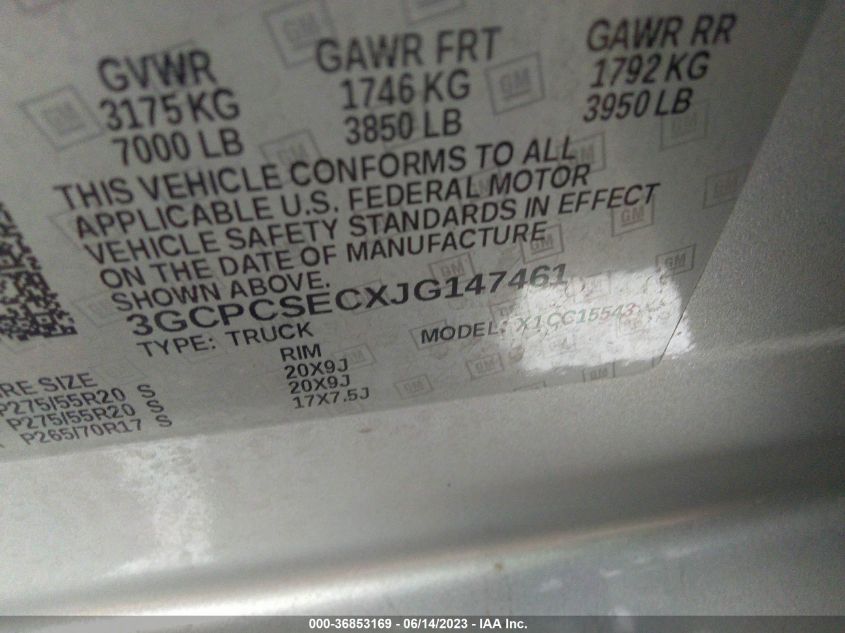 GVWR GAWR FRT GAWR RR
3175 KG 1746 KG 1792 KG
7000 LB 3850 LB 3950 LB
THIS VEHICLE CONFORMS TO ALL
APPLICABLE U.S. FEDERAL MOTOR
VEHICLE SAFETY STANDARDS IN EFFECT
ON THE DATE OF MANUFACTURE
SHOWN ABOVE.
3GCPCSECXJG147461
TYPE: TRUCK MODEL: X1CC15543
RE SIZE RIM
P275/55R20 S 20X9J
P275/55R20 S 20X9J
P265/70R17 S 17X7.5J
000-36853169 - 06/14/2023 - IAA Inc.